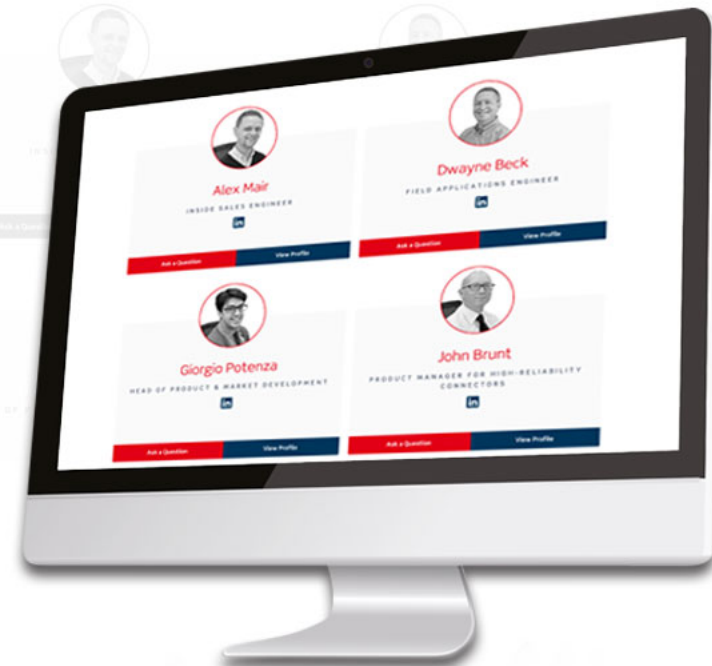 Alex Mair
INSIDE SALES ENGINEER
in
Ask a Question
View Profile
Dwayne Beck
FIELD APPLICATIONS ENGINEER
in
Ask a Question
View Profile
Giorgio Potenza
HEAD OF PRODUCT & MARKET DEVELOPMENT
in
Ask a Question
View Profile
John Brunt
PRODUCT MANAGER FOR HIGH-RELIABILITY
CONNECTORS
in
Ask a Question
View Profile
Ask a Question